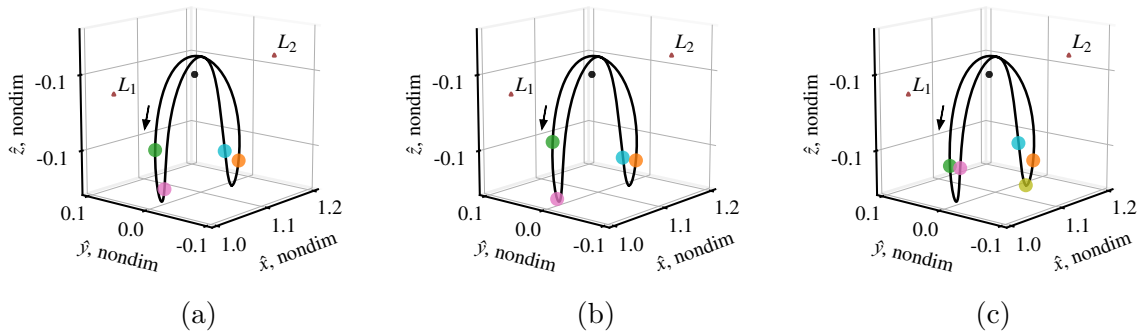 L₁
L₂
-0.1
-0.1
ẑ, nondim
0.1
0.0
-0.1
ŷ, nondim
1.0
1.1
1.2
x̂, nondim
(a)
L₁
L₂
-0.1
-0.1
ẑ, nondim
0.1
0.0
-0.1
ŷ, nondim
1.0
1.1
1.2
x̂, nondim
(b)
L₁
L₂
-0.1
-0.1
ẑ, nondim
0.1
0.0
-0.1
ŷ, nondim
1.0
1.1
1.2
x̂, nondim
(c)